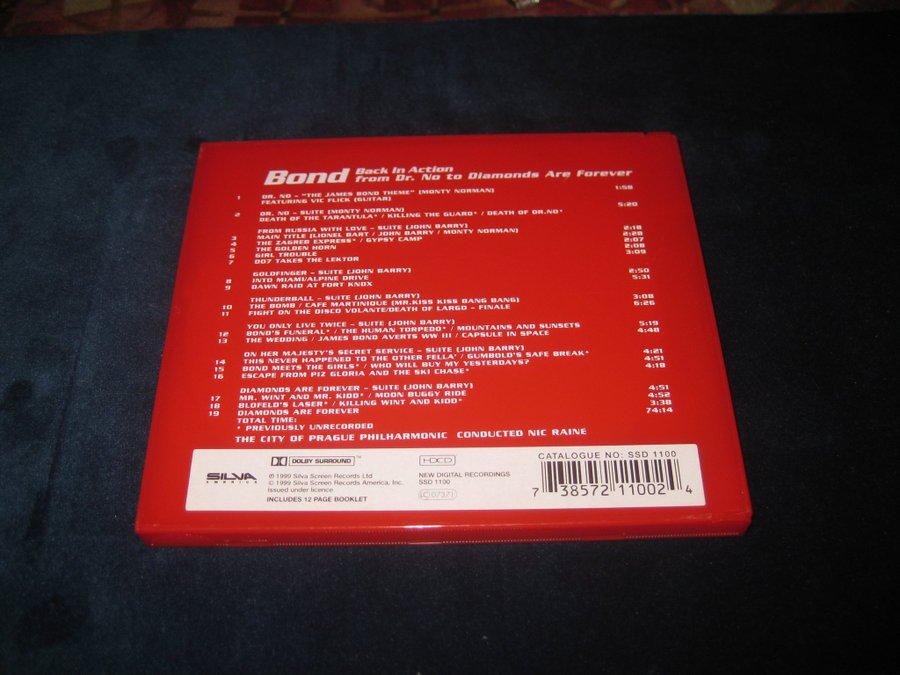 Bond Back In Action
from Dr. No to Diamonds Are Forever
1 DR. NO - "THE JAMES BOND THEME" (MONTY NORMAN) 1:58
FEATURING VIC FLICK (GUITAR)
2 DR. NO - SUITE (MONTY NORMAN) 5:20
DEATH OF THE TARANTULA* / KILLING THE GUARD* / DEATH OF DR.NO*
FROM RUSSIA WITH LOVE - SUITE (JOHN BARRY)
3 MAIN TITLE (LIONEL BART / JOHN BARRY / MONTY NORMAN) 2:18
4 THE ZAGREB EXPRESS* / GYPSY CAMP 2:28
5 THE GOLDEN HORN 2:07
6 GIRL TROUBLE 2:08
7 007 TAKES THE LEKTOR 3:09
GOLDFINGER - SUITE (JOHN BARRY)
8 INTO MIAMI/ALPINE DRIVE 2:50
9 DAWN RAID AT FORT KNOX 5:31
THUNDERBALL - SUITE (JOHN BARRY)
10 THE BOMB / CAFE MARTINIQUE (MR.KISS KISS BANG BANG) 3:08
11 FIGHT ON THE DISCO VOLANTE/DEATH OF LARGO - FINALE 6:26
YOU ONLY LIVE TWICE - SUITE (JOHN BARRY)
12 BOND'S FUNERAL* / THE HUMAN TORPEDO* / MOUNTAINS AND SUNSETS 5:19
13 THE WEDDING / JAMES BOND AVERTS WW III / CAPSULE IN SPACE 4:48
ON HER MAJESTY'S SECRET SERVICE - SUITE (JOHN BARRY)
14 THIS NEVER HAPPENED TO THE OTHER FELLA' / GUMBOLD'S SAFE BREAK* 4:21
15 BOND MEETS THE GIRLS* / WHO WILL BUY MY YESTERDAYS? 4:51
16 ESCAPE FROM PIZ GLORIA AND THE SKI CHASE* 4:18
DIAMONDS ARE FOREVER - SUITE (JOHN BARRY)
17 MR. WINT AND MR. KIDD* / MOON BUGGY RIDE 4:51
18 BLOFELD'S LASER* / KILLING WINT AND KIDD* 4:52
19 DIAMONDS ARE FOREVER 3:38
TOTAL TIME: 74:14
* PREVIOUSLY UNRECORDED
THE CITY OF PRAGUE PHILHARMONIC CONDUCTED NIC RAINE
SILVA
AMERICA
DOLBY SURROUND™
℗ 1999 Silva Screen Records Ltd
© 1999 Silva Screen Records America, Inc.
Issued under licence
INCLUDES 12 PAGE BOOKLET
HDCD
NEW DIGITAL RECORDINGS
SSD 1100
LC 07371
CATALOGUE NO: SSD 1100
7 38572 11002 4